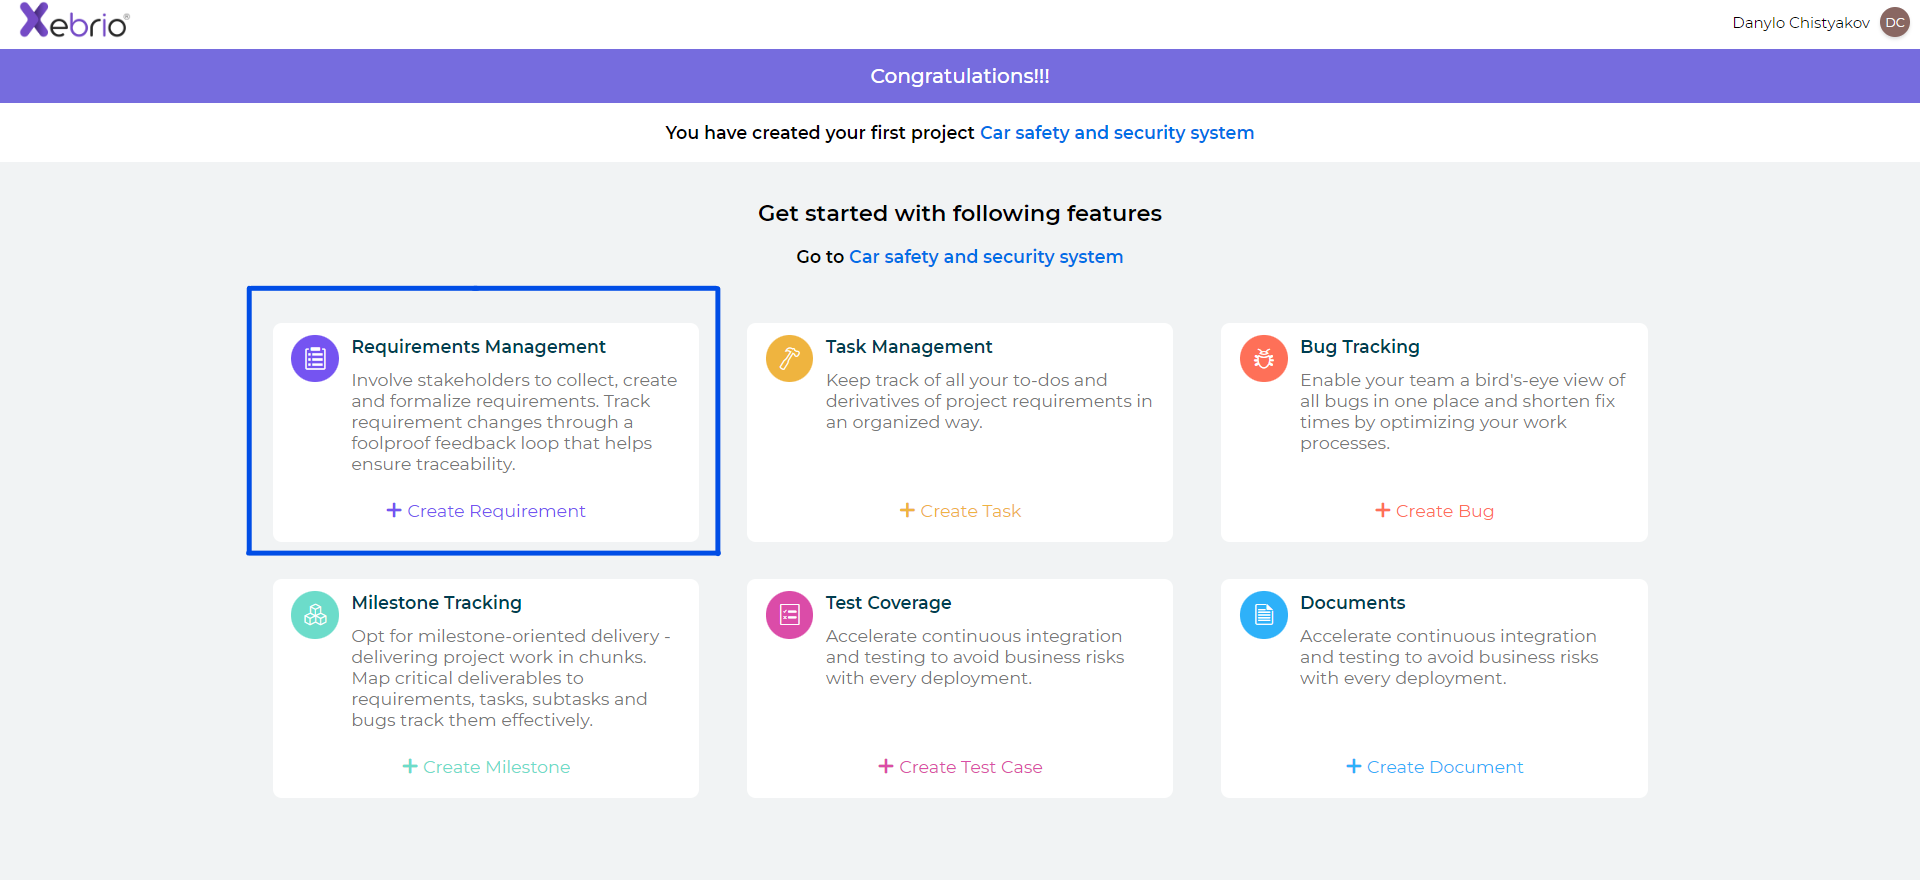 Xebrio®
Danylo Chistyakov DC
Congratulations!!!
You have created your first project Car safety and security system
Get started with following features
Go to Car safety and security system
Requirements Management
Involve stakeholders to collect, create
and formalize requirements. Track
requirement changes through a
foolproof feedback loop that helps
ensure traceability.
+ Create Requirement
Task Management
Keep track of all your to-dos and
derivatives of project requirements in
an organized way.
+ Create Task
Bug Tracking
Enable your team a bird's-eye view of
all bugs in one place and shorten fix
times by optimizing your work
processes.
+ Create Bug
Milestone Tracking
Opt for milestone-oriented delivery -
delivering project work in chunks.
Map critical deliverables to
requirements, tasks, subtasks and
bugs track them effectively.
+ Create Milestone
Test Coverage
Accelerate continuous integration
and testing to avoid business risks
with every deployment.
+ Create Test Case
Documents
Accelerate continuous integration
and testing to avoid business risks
with every deployment.
+ Create Document